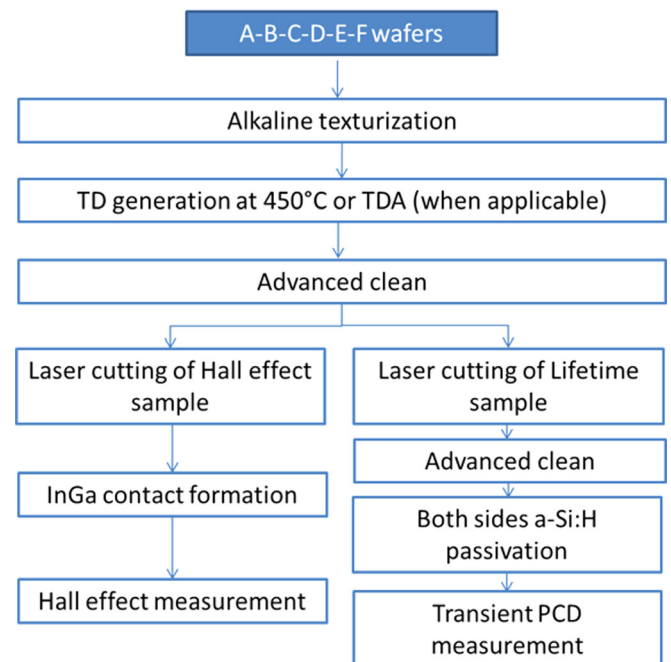 A-B-C-D-E-F wafers
Alkaline texturization
TD generation at 450°C or TDA (when applicable)
Advanced clean
Laser cutting of Hall effect
sample
InGa contact formation
Hall effect measurement
Laser cutting of Lifetime
sample
Advanced clean
Both sides a-Si:H
passivation
Transient PCD
measurement